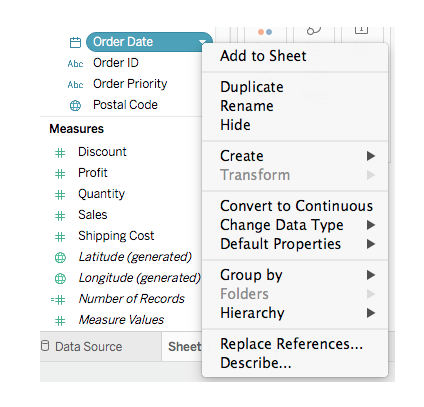 Order Date
Abc Order ID
Abc Order Priority
Postal Code
Measures
# Discount
# Profit
# Quantity
# Sales
# Shipping Cost
Latitude (generated)
Longitude (generated)
=# Number of Records
# Measure Values
Data Source
Sheet
Add to Sheet
Duplicate
Rename
Hide
Create
Transform
Convert to Continuous
Change Data Type
Default Properties
Group by
Folders
Hierarchy
Replace References...
Describe...